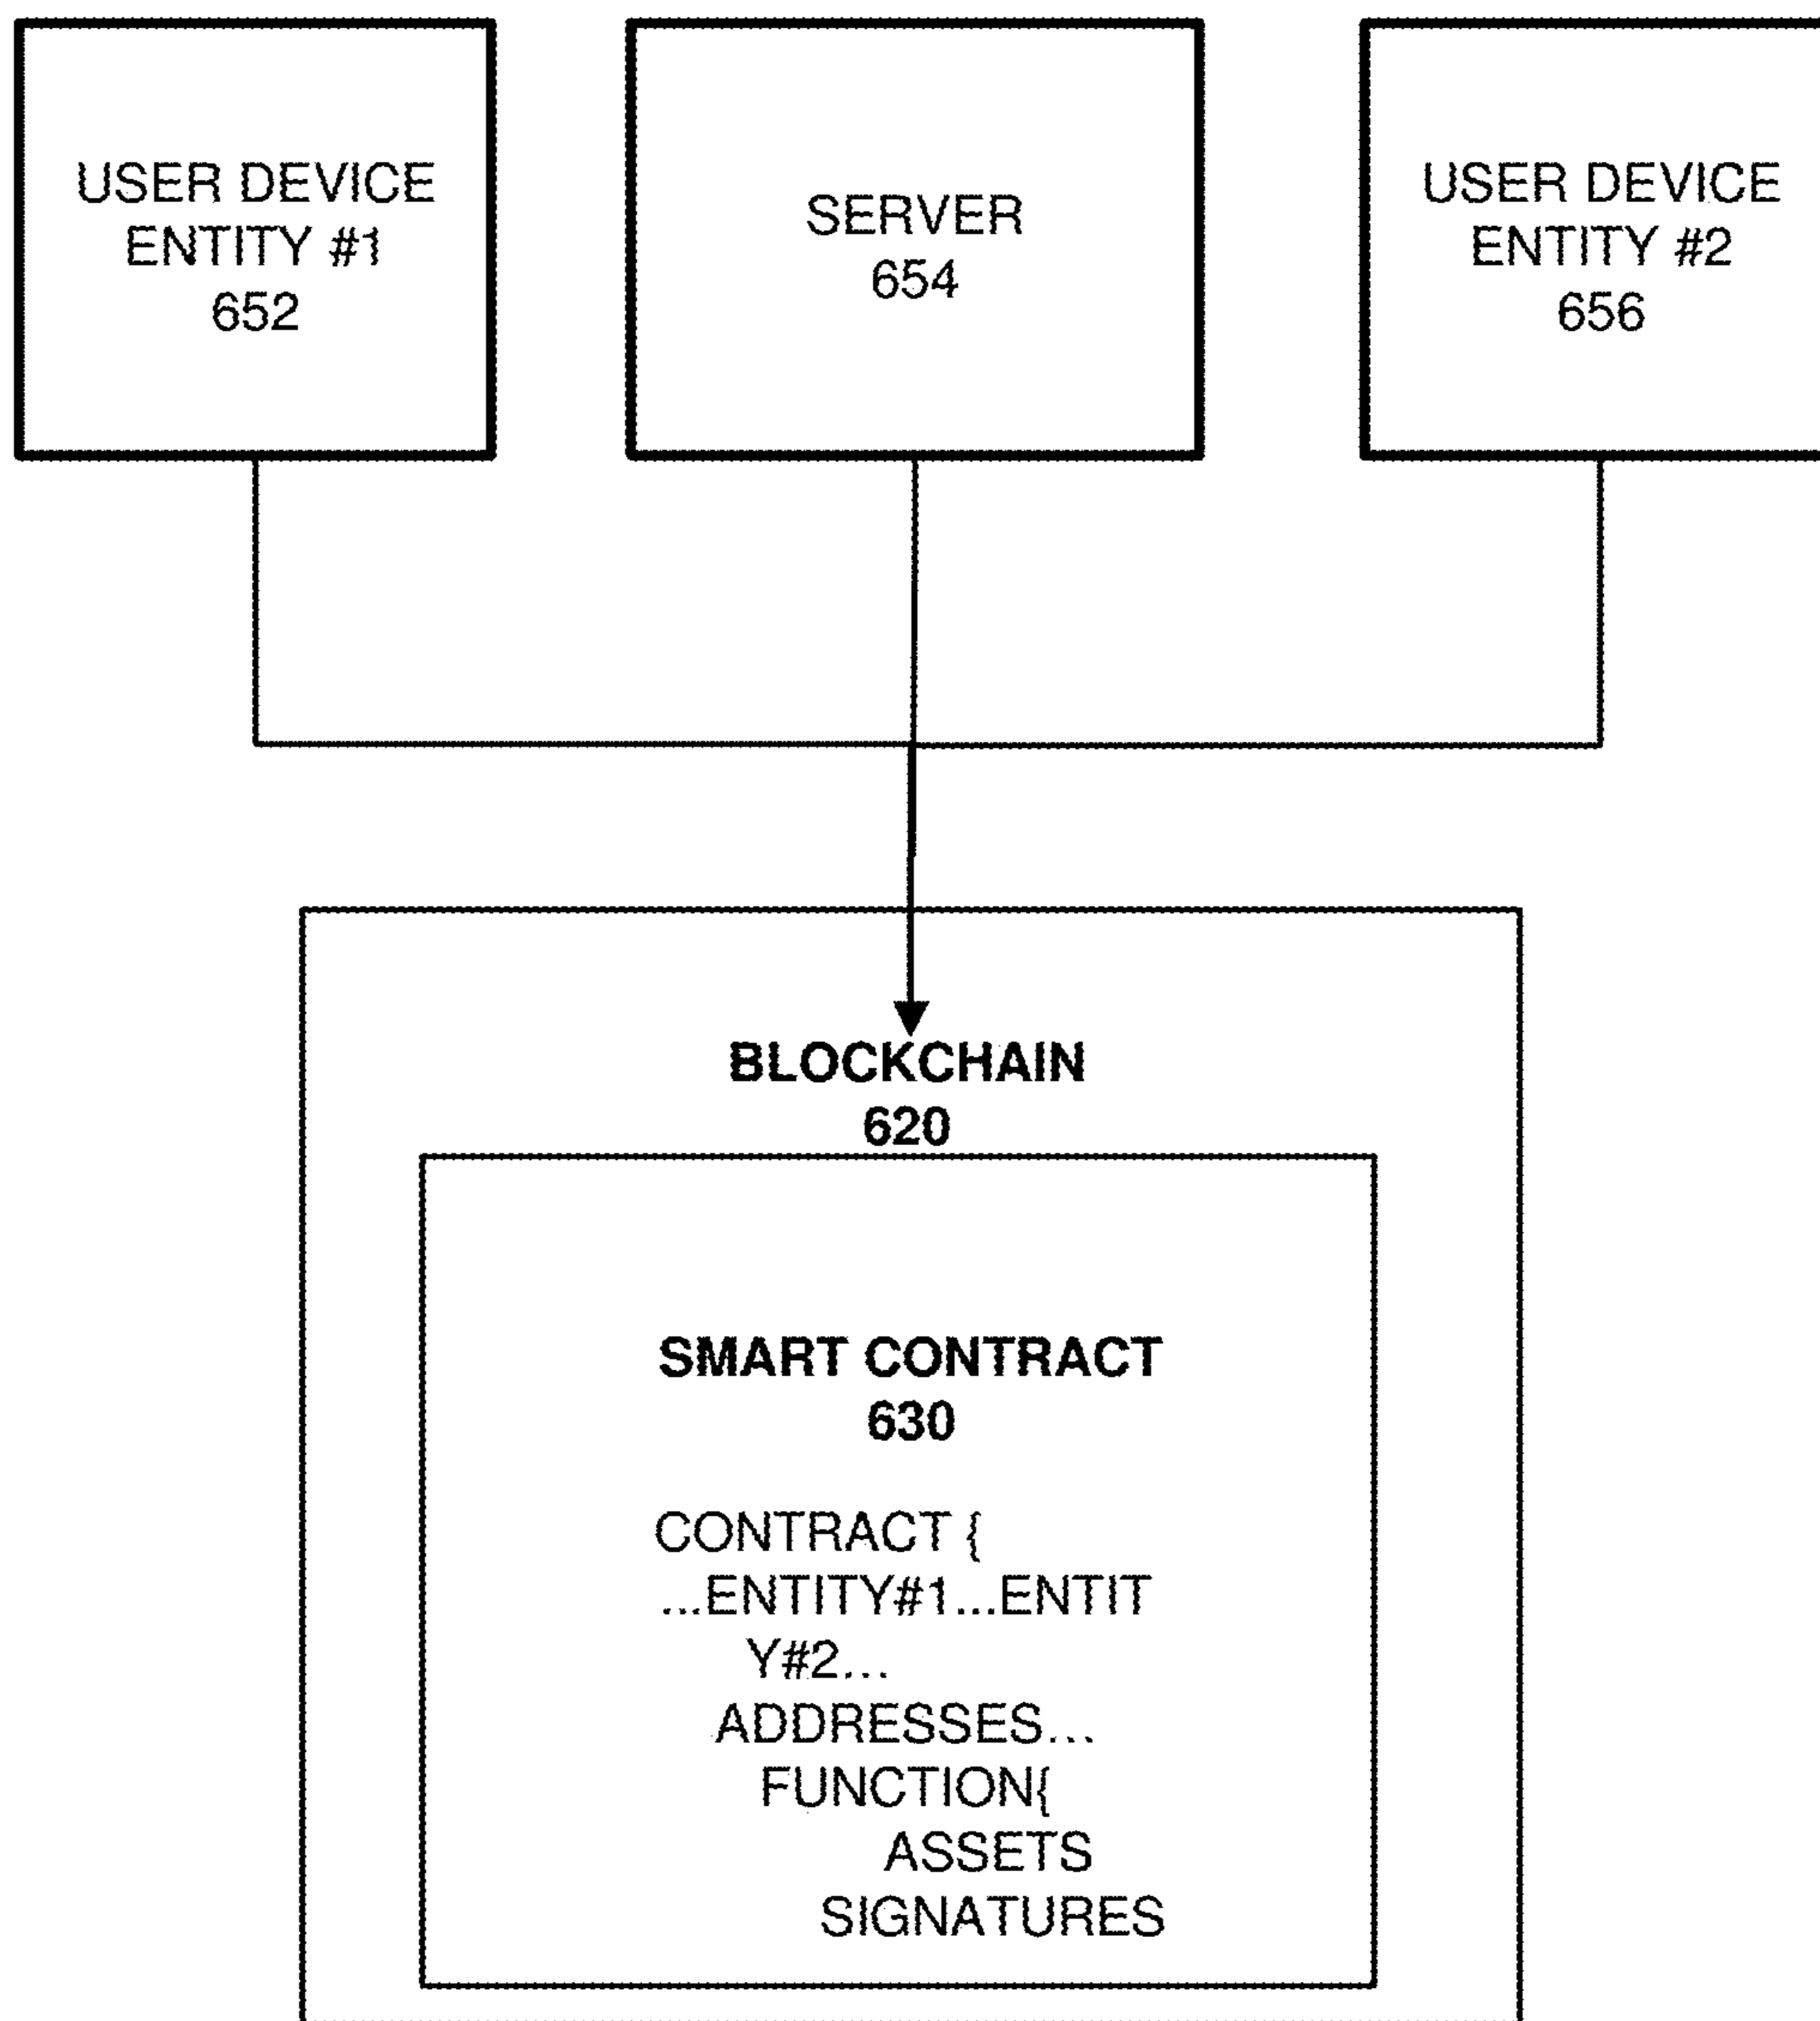 USER DEVICE
ENTITY #1
652
SERVER
654
USER DEVICE
ENTITY #2
656
BLOCKCHAIN
620
SMART CONTRACT
630
CONTRACT {
...ENTITY#1...ENTIT
Y#2...
ADDRESSES...
FUNCTION{
ASSETS
SIGNATURES